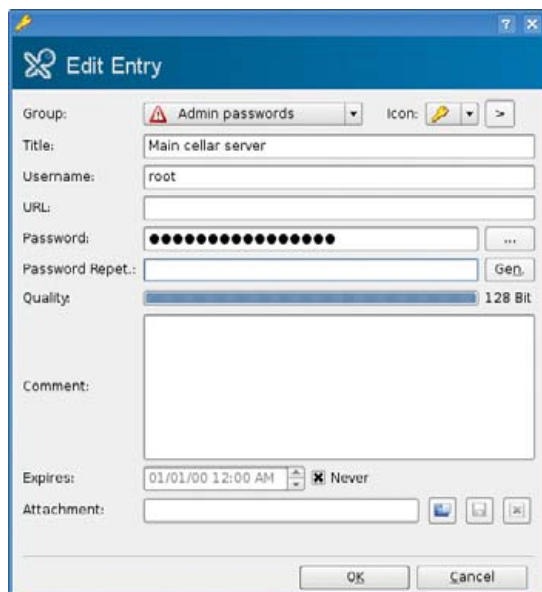 Edit Entry
Group: Admin passwords Icon: >
Title: Main cellar server
Username: root
URL:
Password: ●●●●●●●●●●●●●●●● ...
Password Repet.: Gen.
Quality: 128 Bit
Comment:
Expires: 01/01/00 12:00 AM Never
Attachment:
OK Cancel